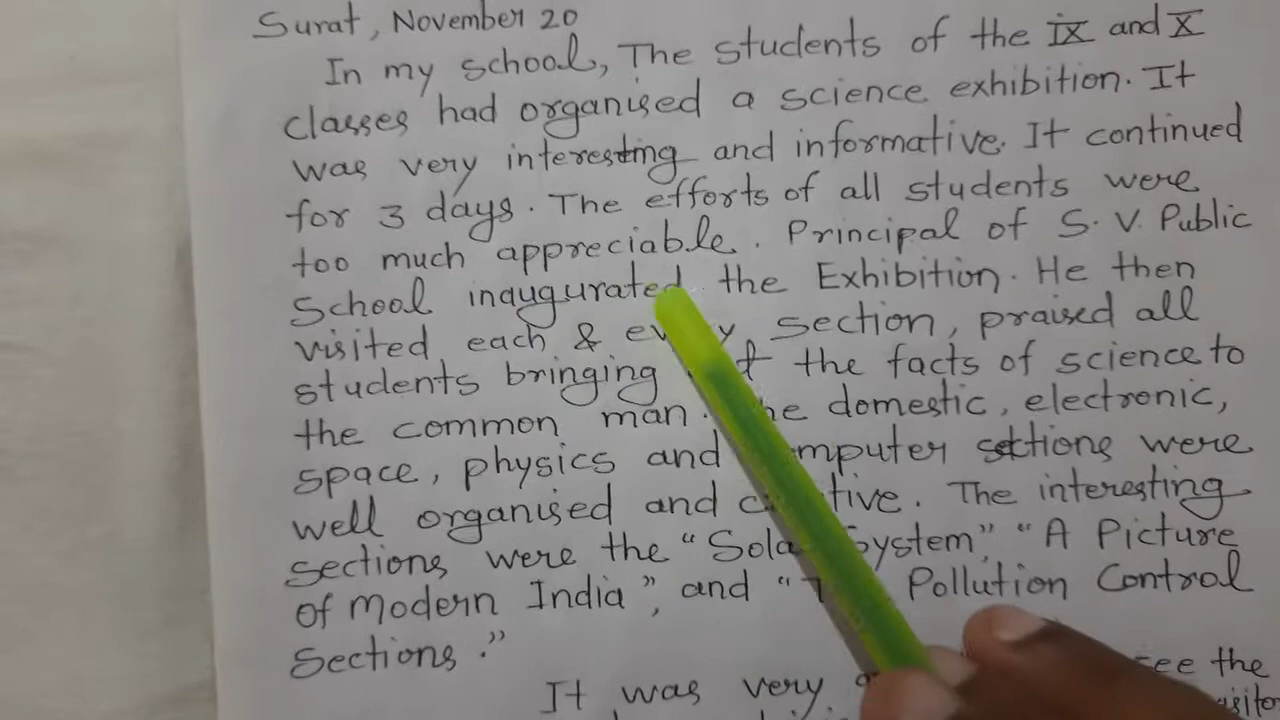 Surat, November 20
In my school, The students of the IX and X
classes had organised a science exhibition. It
was very interesting and informative. It continued
for 3 days. The efforts of all students were
too much appreciable. Principal of S. V. Public
School inaugurated the Exhibition. He then
visited each & every section, praised all
students bringing the facts of science to
the common man. domestic, electronic,
space, physics and sections were
well organised and. The interesting
sections were the "Solar System", "A Picture
of Modern India", and " Pollution Control
Sections."
It was very see the